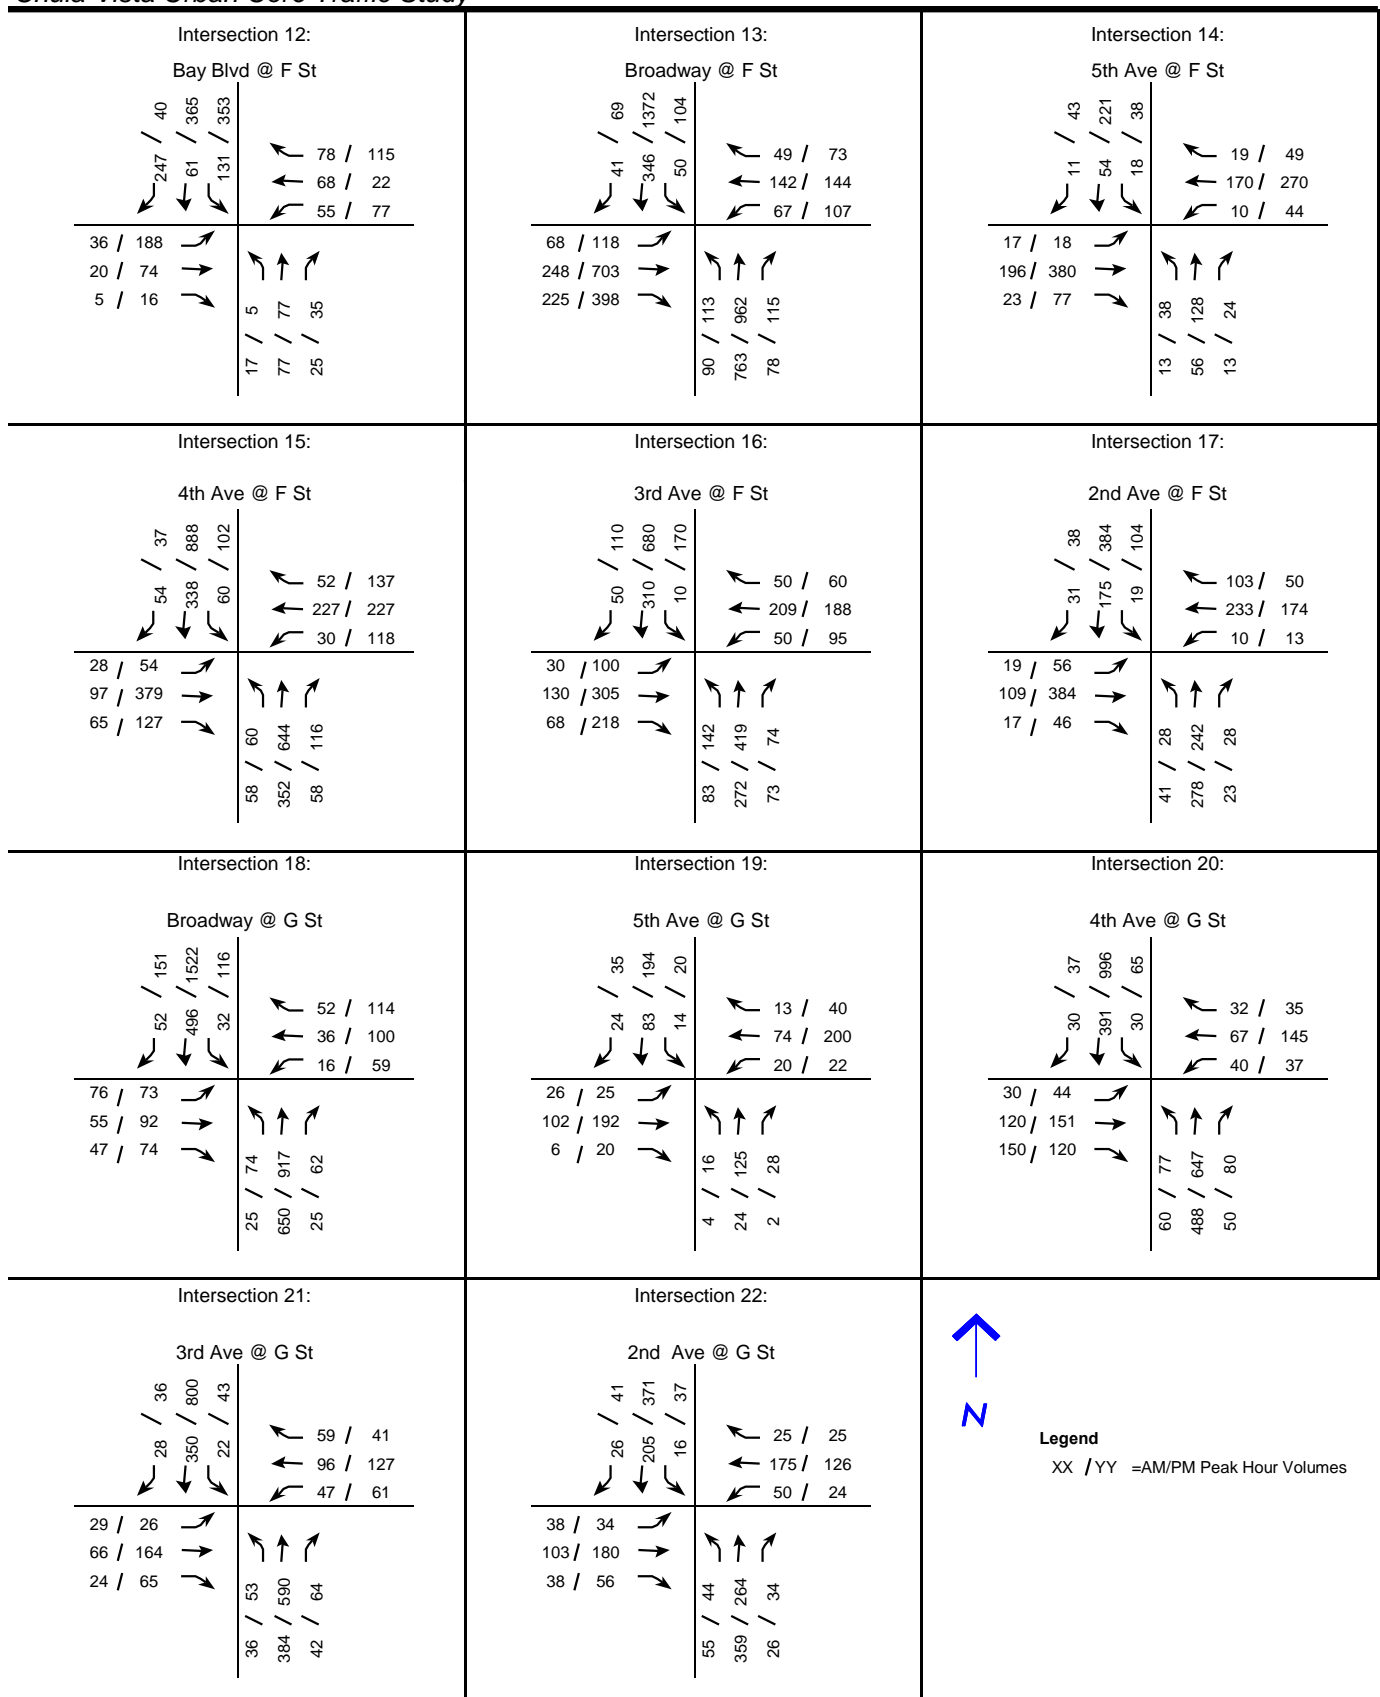 Chula Vista Urban Core Traffic Study
Intersection 12:
Bay Blvd @ F St
40 365 353
/ / /
247 61 131
78 / 115
68 / 22
55 / 77
36 / 188
20 / 74
5 / 16
5 77 35
/ / /
17 77 25
Intersection 13:
Broadway @ F St
69 1372 104
/ / /
41 346 50
49 / 73
142 / 144
67 / 107
68 / 118
248 / 703
225 / 398
113 962 115
/ / /
90 763 78
Intersection 14:
5th Ave @ F St
43 221 38
/ / /
11 54 18
19 / 49
170 / 270
10 / 44
17 / 18
196 / 380
23 / 77
38 128 24
/ / /
13 56 13
Intersection 15:
4th Ave @ F St
37 888 102
/ / /
54 338 60
52 / 137
227 / 227
30 / 118
28 / 54
97 / 379
65 / 127
60 644 116
/ / /
58 352 58
Intersection 16:
3rd Ave @ F St
110 680 170
/ / /
50 310 10
50 / 60
209 / 188
50 / 95
30 / 100
130 / 305
68 / 218
142 419 74
/ / /
83 272 73
Intersection 17:
2nd Ave @ F St
38 384 104
/ / /
31 175 19
103 / 50
233 / 174
10 / 13
19 / 56
109 / 384
17 / 46
28 242 28
/ / /
41 278 23
Intersection 18:
Broadway @ G St
151 1522 116
/ / /
52 496 32
52 / 114
36 / 100
16 / 59
76 / 73
55 / 92
47 / 74
74 917 62
/ / /
25 650 25
Intersection 19:
5th Ave @ G St
35 194 20
/ / /
24 83 14
13 / 40
74 / 200
20 / 22
26 / 25
102 / 192
6 / 20
16 125 28
/ / /
4 24 2
Intersection 20:
4th Ave @ G St
37 996 65
/ / /
30 391 30
32 / 35
67 / 145
40 / 37
30 / 44
120 / 151
150 / 120
77 647 80
/ / /
60 488 50
Intersection 21:
3rd Ave @ G St
36 800 43
/ / /
28 350 22
59 / 41
96 / 127
47 / 61
29 / 26
66 / 164
24 / 65
53 590 64
/ / /
36 384 42
Intersection 22:
2nd Ave @ G St
41 371 37
/ / /
26 205 16
25 / 25
175 / 126
50 / 24
38 / 34
103 / 180
38 / 56
44 264 34
/ / /
55 359 26
N
Legend
XX / YY =AM/PM Peak Hour Volumes